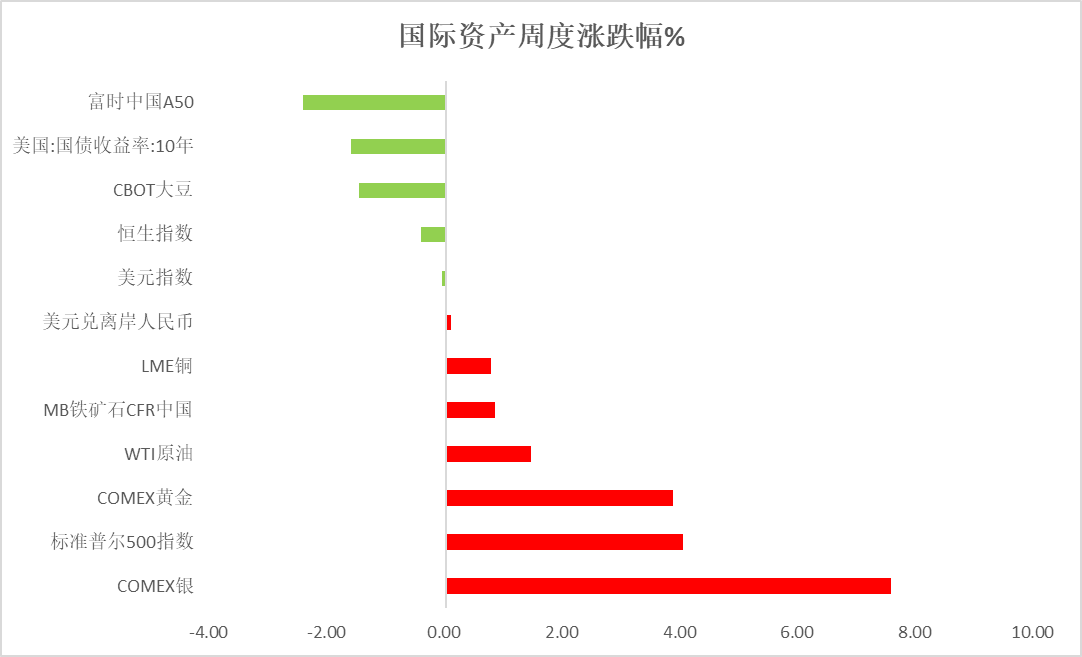 国际资产周度涨跌幅%
富时中国A50
美国:国债收益率:10年
CBOT大豆
恒生指数
美元指数
美元兑离岸人民币
LME铜
MB铁矿石CFR中国
WTI原油
COMEX黄金
标准普尔500指数
COMEX银
-4.00 -2.00 0.00 2.00 4.00 6.00 8.00 10.00